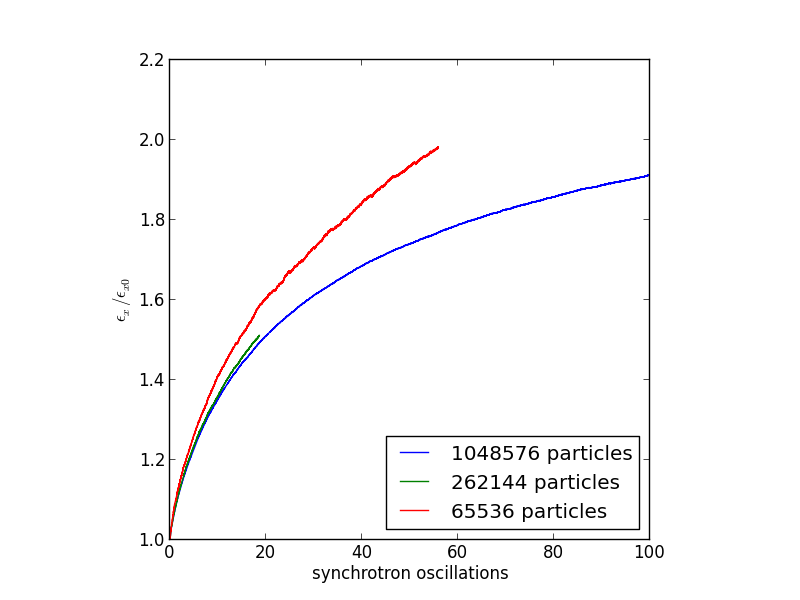 2.2
2.0
1.8
1.6
1.4
1.2
1.0
ϵx /ϵx0
0 20 40 60 80 100
synchrotron oscillations
1048576 particles
262144 particles
65536 particles